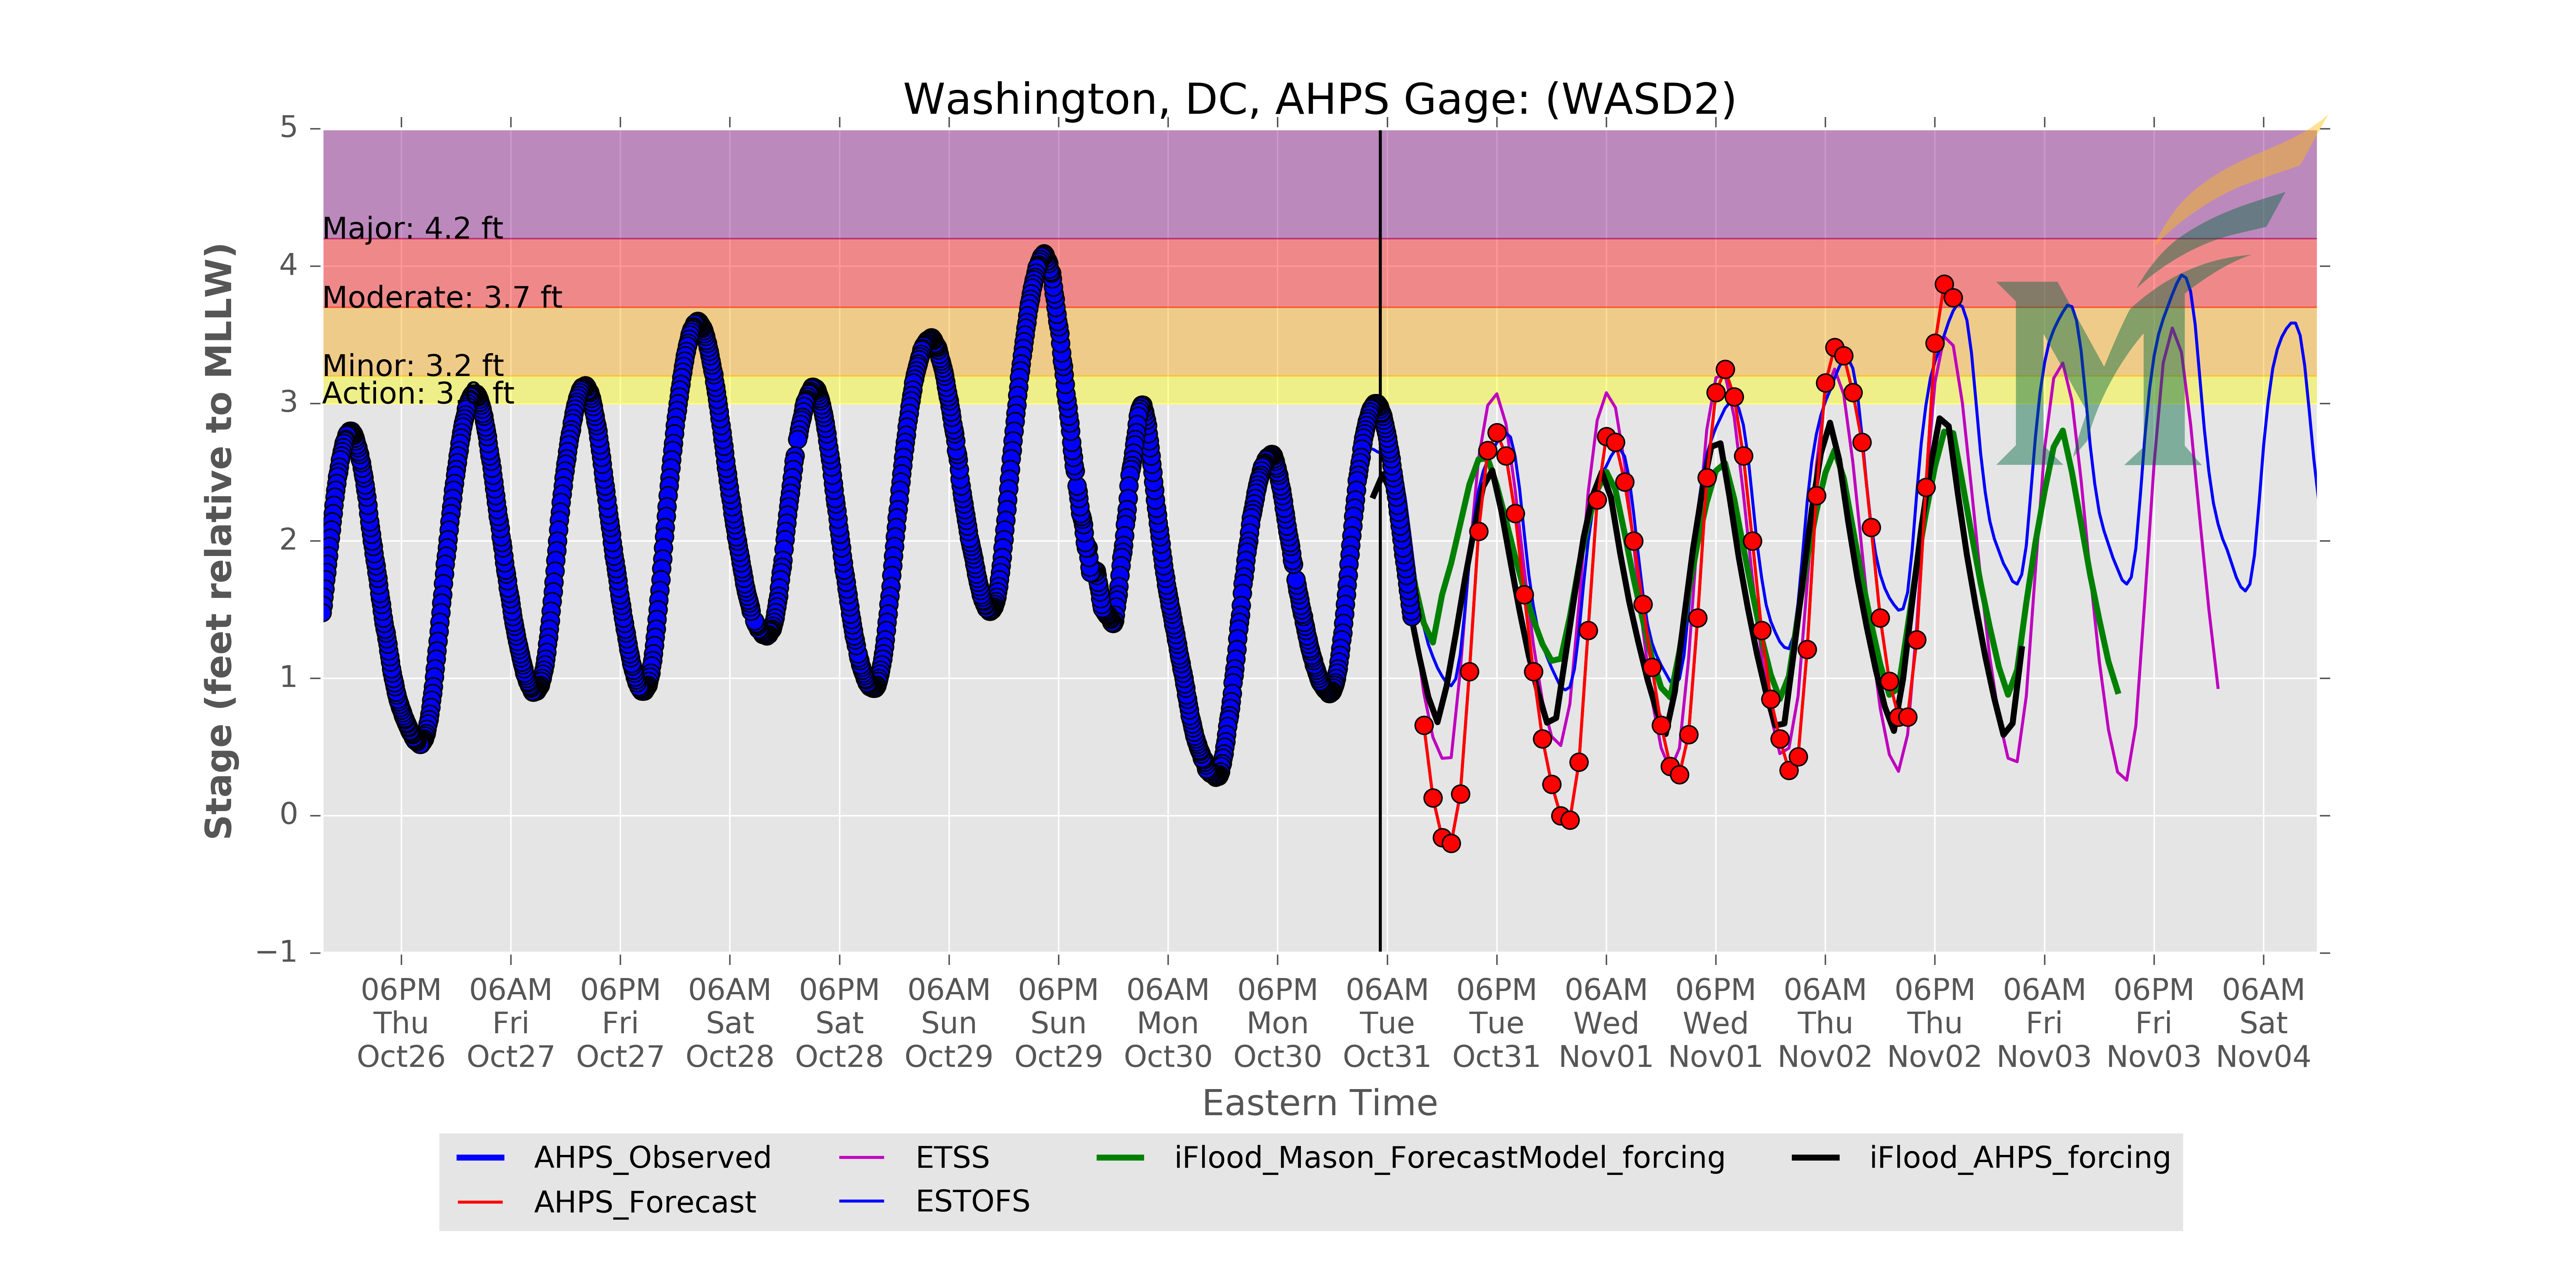 Washington, DC, AHPS Gage: (WASD2)
Stage (feet relative to MLLW)
5
4
3
2
1
0
−1
Major: 4.2 ft
Moderate: 3.7 ft
Minor: 3.2 ft
Action: 3. ft
06PM 06AM 06PM 06AM 06PM 06AM 06PM 06AM 06PM 06AM 06PM 06AM 06PM 06AM 06PM 06AM 06PM 06AM
Thu Fri Fri Sat Sat Sun Sun Mon Mon Tue Tue Wed Wed Thu Thu Fri Fri Sat
Oct26 Oct27 Oct27 Oct28 Oct28 Oct29 Oct29 Oct30 Oct30 Oct31 Oct31 Nov01 Nov01 Nov02 Nov02 Nov03 Nov03 Nov04
Eastern Time
AHPS_Observed ETSS iFlood_Mason_ForecastModel_forcing iFlood_AHPS_forcing
AHPS_Forecast ESTOFS